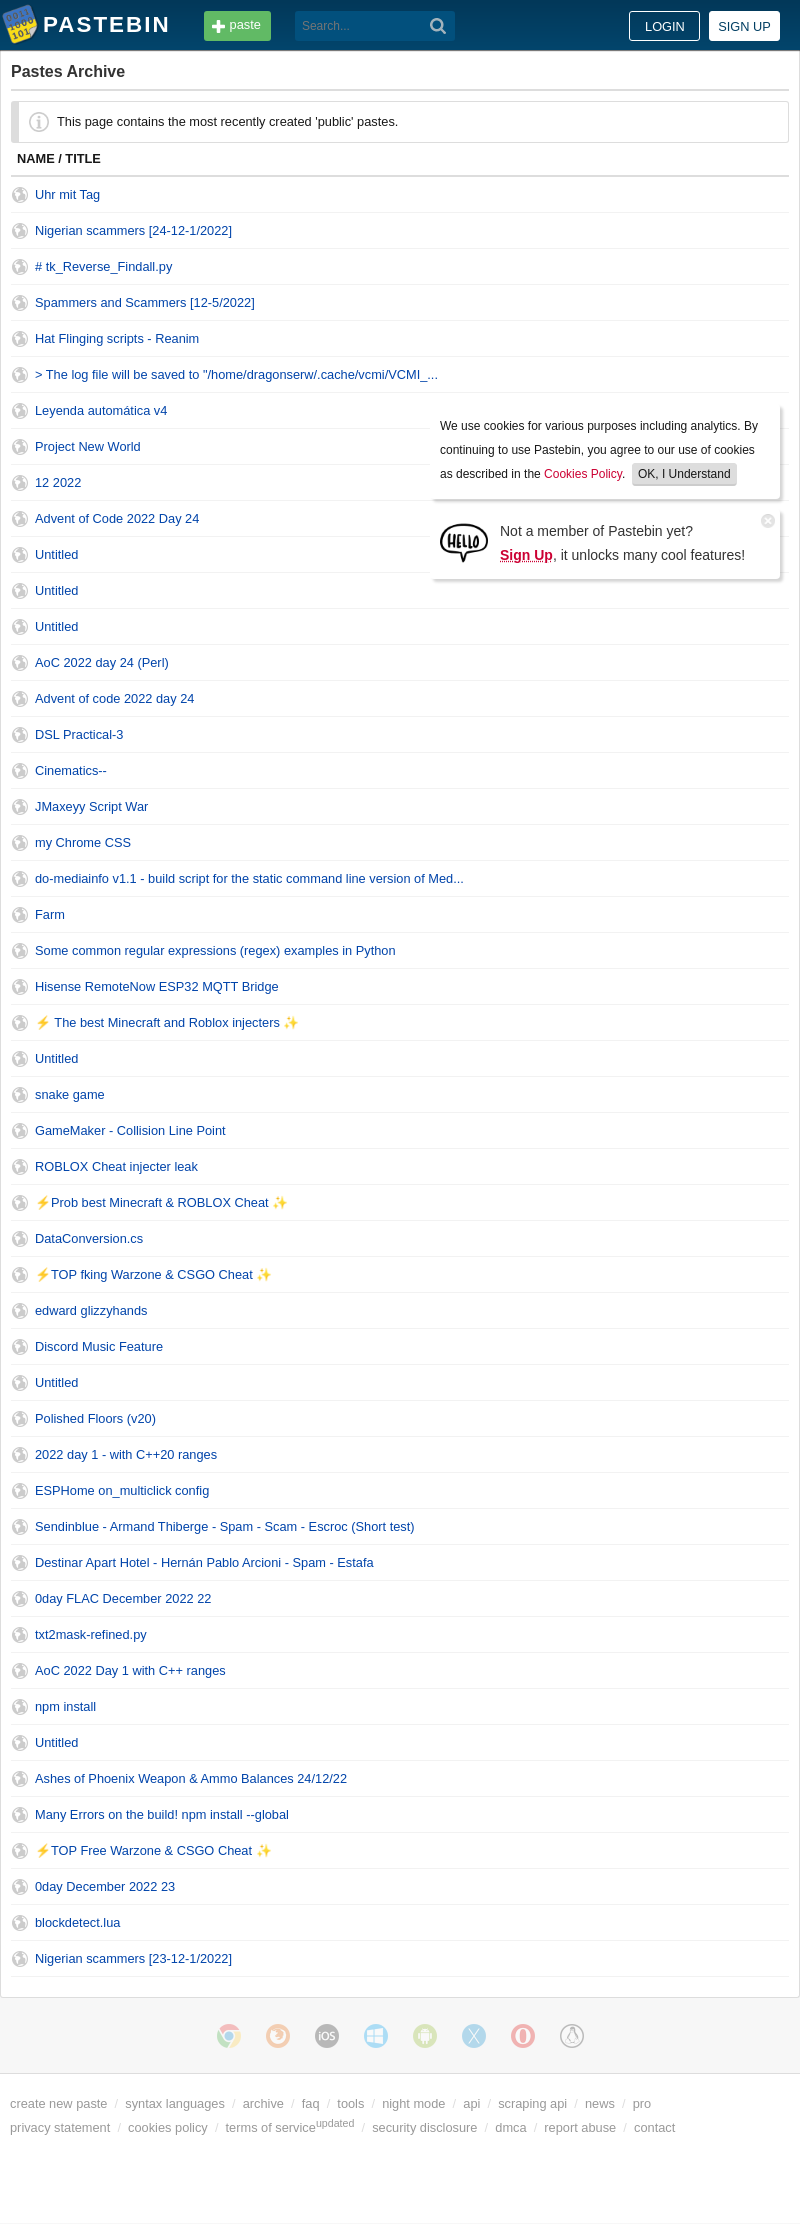 PASTEBIN
paste
Search...
LOGIN
SIGN UP
Pastes Archive
This page contains the most recently created 'public' pastes.
NAME / TITLE
Uhr mit Tag
Nigerian scammers [24-12-1/2022]
# tk_Reverse_Findall.py
Spammers and Scammers [12-5/2022]
Hat Flinging scripts - Reanim
> The log file will be saved to "/home/dragonserw/.cache/vcmi/VCMI_...
Leyenda automática v4
Project New World
12 2022
Advent of Code 2022 Day 24
Untitled
We use cookies for various purposes including analytics. By
continuing to use Pastebin, you agree to our use of cookies
as described in the Cookies Policy. OK, I Understand
HELLO
Not a member of Pastebin yet?
Sign Up, it unlocks many cool features!
Untitled
Untitled
AoC 2022 day 24 (Perl)
Advent of code 2022 day 24
DSL Practical-3
Cinematics--
JMaxeyy Script War
my Chrome CSS
do-mediainfo v1.1 - build script for the static command line version of Med...
Farm
Some common regular expressions (regex) examples in Python
Hisense RemoteNow ESP32 MQTT Bridge
⚡ The best Minecraft and Roblox injecters ✨
Untitled
snake game
GameMaker - Collision Line Point
ROBLOX Cheat injecter leak
⚡Prob best Minecraft & ROBLOX Cheat ✨
DataConversion.cs
⚡TOP fking Warzone & CSGO Cheat ✨
edward glizzyhands
Discord Music Feature
Untitled
Polished Floors (v20)
2022 day 1 - with C++20 ranges
ESPHome on_multiclick config
Sendinblue - Armand Thiberge - Spam - Scam - Escroc (Short test)
Destinar Apart Hotel - Hernán Pablo Arcioni - Spam - Estafa
0day FLAC December 2022 22
txt2mask-refined.py
AoC 2022 Day 1 with C++ ranges
npm install
Untitled
Ashes of Phoenix Weapon & Ammo Balances 24/12/22
Many Errors on the build! npm install --global
⚡TOP Free Warzone & CSGO Cheat ✨
0day December 2022 23
blockdetect.lua
Nigerian scammers [23-12-1/2022]
iOS
create new paste / syntax languages / archive / faq / tools / night mode / api / scraping api / news / pro
privacy statement / cookies policy / terms of service updated / security disclosure / dmca / report abuse / contact